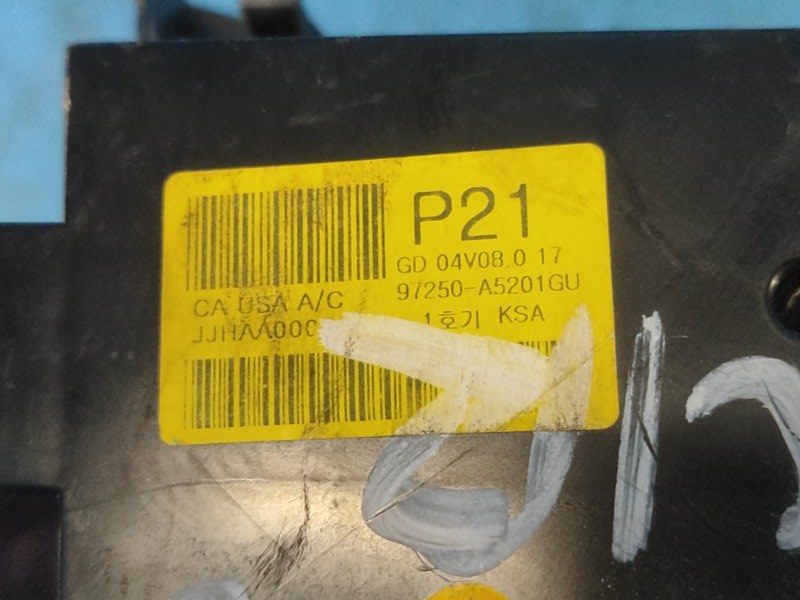 P21
GD 04V08.0 17
CA USA A/C
97250-A5201GU
JJHAA000
1호기 KSA